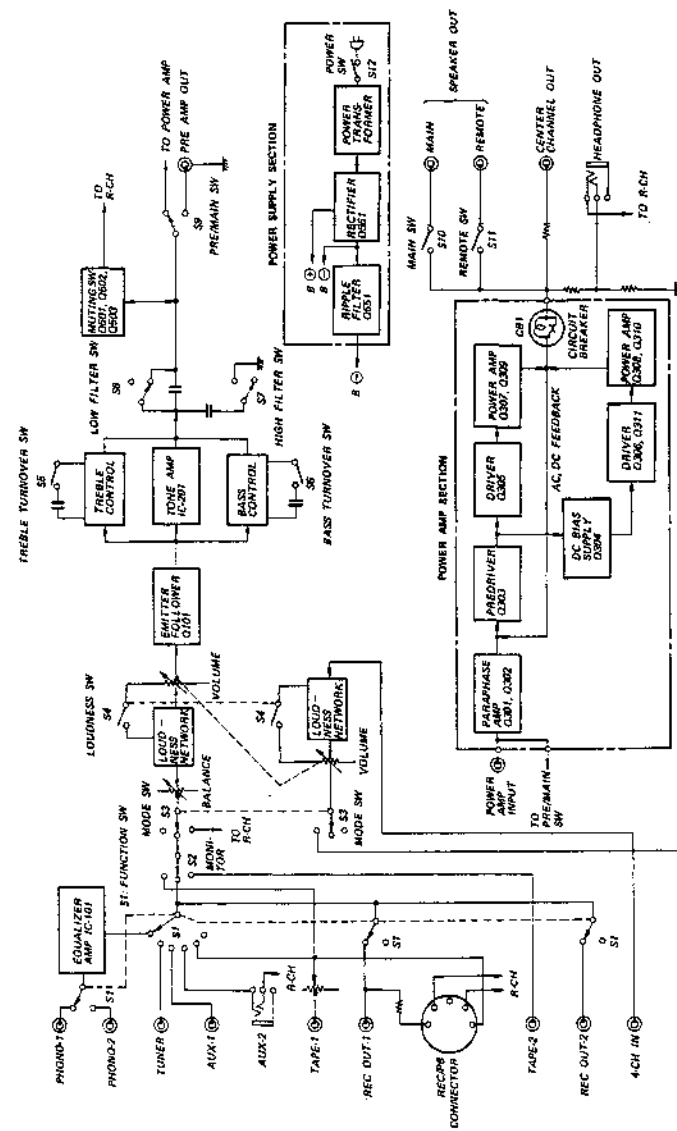 PHONO-1
PHONO-2
TUNER
AUX-1
AUX-2
TAPE-1
REC OUT-1
REC/PB
CONNECTOR
TAPE-2
REC OUT-2
4-CH IN
EQUALIZER
AMP IC-101
S1
S1: FUNCTION SW
S1
R-CH
S1
R-CH
S1
S2
MONI-
TOR
TO
R-CH
MODE SW
S3
BALANCE
S3
MODE SW
LOUDNESS SW
S4
LOUD-
NESS
NETWORK
VOLUME
S4
LOUD-
NESS
NETWORK
VOLUME
EMITTER
FOLLOWER
Q101
TREBLE TURNOVER SW
S5
TREBLE
CONTROL
TONE AMP
IC-201
BASS
CONTROL
S6
BASS TURNOVER SW
LOW FILTER SW
S8
S7
HIGH FILTER SW
MUTING SW
Q501, Q502,
Q503
TO
R-CH
S9
PRE/MAIN SW
TO POWER AMP
PRE AMP OUT
POWER SUPPLY SECTION
B
RIPPLE
FILTER
Q551
B
B
RECTIFIER
D551
POWER
TRANS-
FORMER
POWER
SW
S12
POWER AMP SECTION
POWER
AMP
INPUT
TO
PRE/MAIN
SW
PARAPHASE
AMP
Q301, Q302
PREDRIVER
Q303
DRIVER
Q305
POWER AMP
Q307, Q309
AC, DC FEEDBACK
DC BIAS
SUPPLY
Q304
DRIVER
Q306, Q311
POWER AMP
Q308, Q310
CB1
CIRCUIT
BREAKER
MAIN SW
S10
REMOTE SW
S11
MAIN
REMOTE
SPEAKER OUT
CENTER
CHANNEL OUT
HEADPHONE OUT
TO R-CH